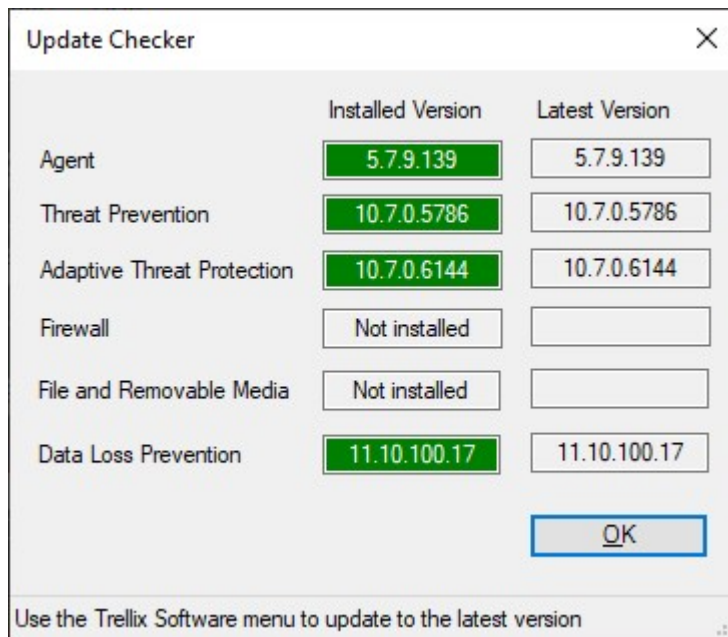 Update Checker
Installed Version Latest Version
Agent 5.7.9.139 5.7.9.139
Threat Prevention 10.7.0.5786 10.7.0.5786
Adaptive Threat Protection 10.7.0.6144 10.7.0.6144
Firewall Not installed
File and Removable Media Not installed
Data Loss Prevention 11.10.100.17 11.10.100.17
OK
Use the Trellix Software menu to update to the latest version